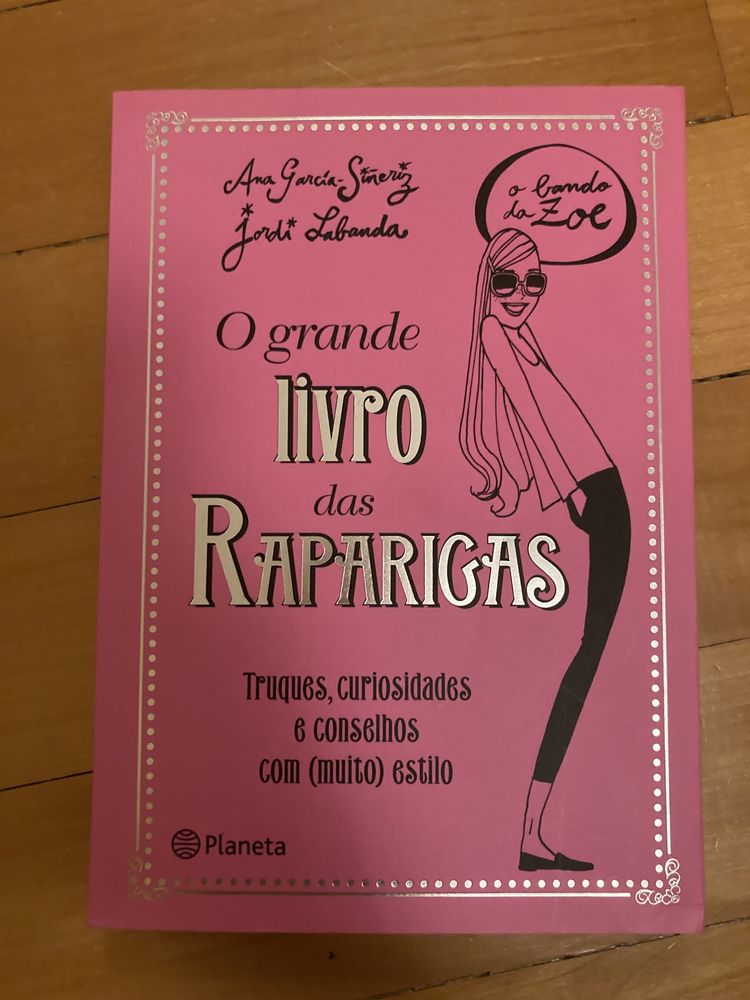 Ana García-Siñeriz
Jordi Labanda
o bando
da Zoe
O grande
livro
das
RAPARIGAS
Truques, curiosidades
e conselhos
com (muito) estilo
Planeta